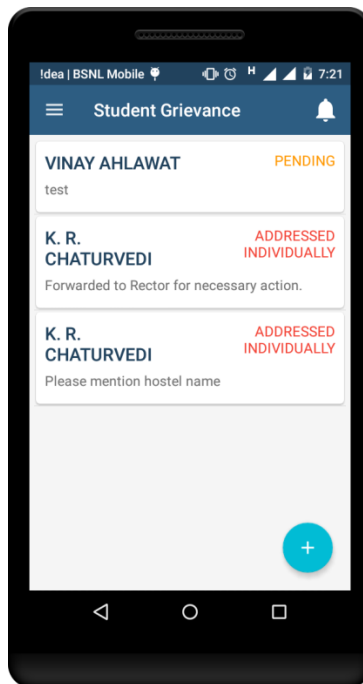 !dea | BSNL Mobile H 7:21
Student Grievance
VINAY AHLAWAT PENDING
test
K. R. ADDRESSED
CHATURVEDI INDIVIDUALLY
Forwarded to Rector for necessary action.
K. R. ADDRESSED
CHATURVEDI INDIVIDUALLY
Please mention hostel name
+